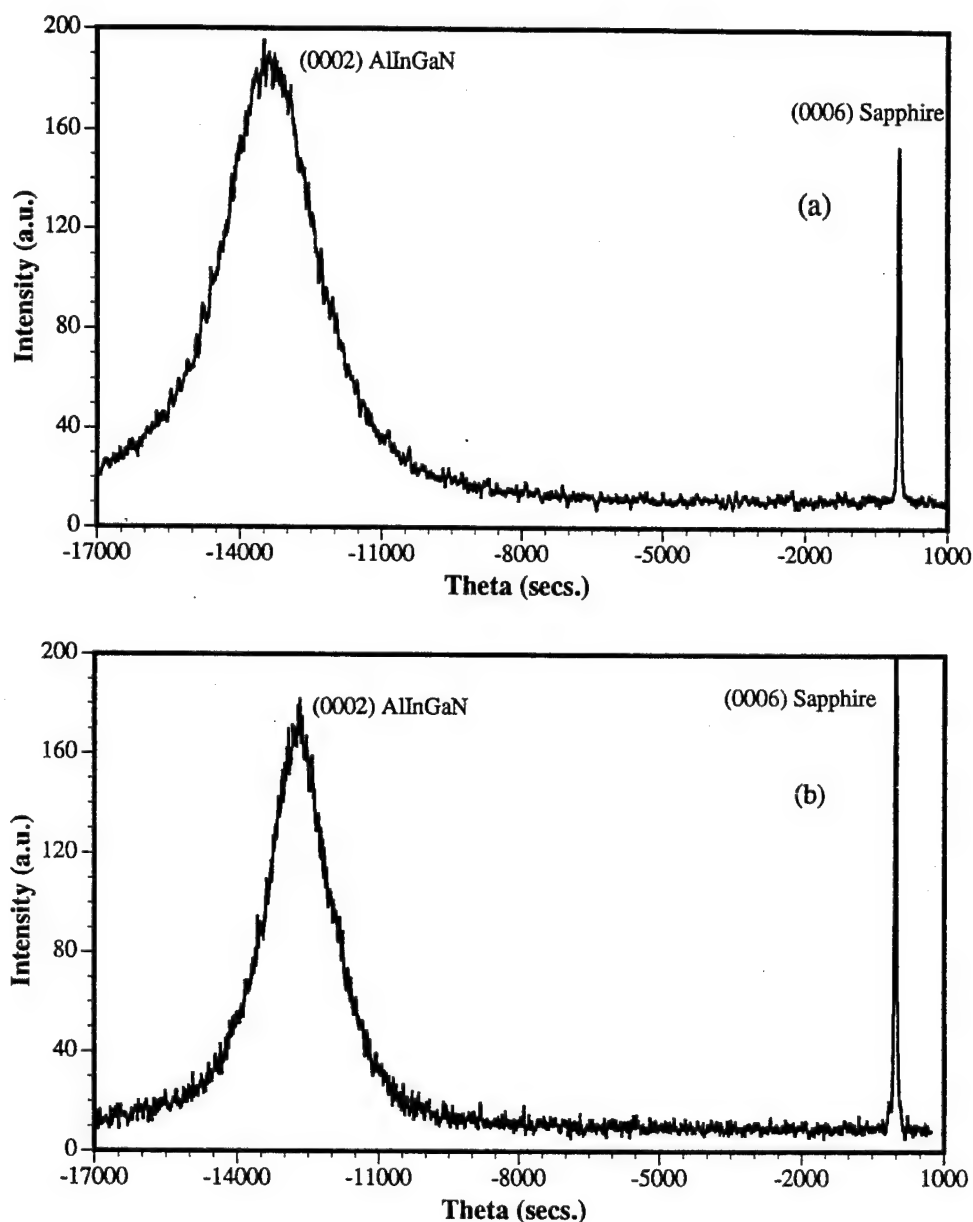 200
(0002) AlInGaN
160
(0006) Sapphire
(a)
120
Intensity (a.u.)
80
40
0
-17000 -14000 -11000 -8000 -5000 -2000 1000
Theta (secs.)
200
(0002) AlInGaN
(0006) Sapphire
160
(b)
120
Intensity (a.u.)
80
40
0
-17000 -14000 -11000 -8000 -5000 -2000 1000
Theta (secs.)